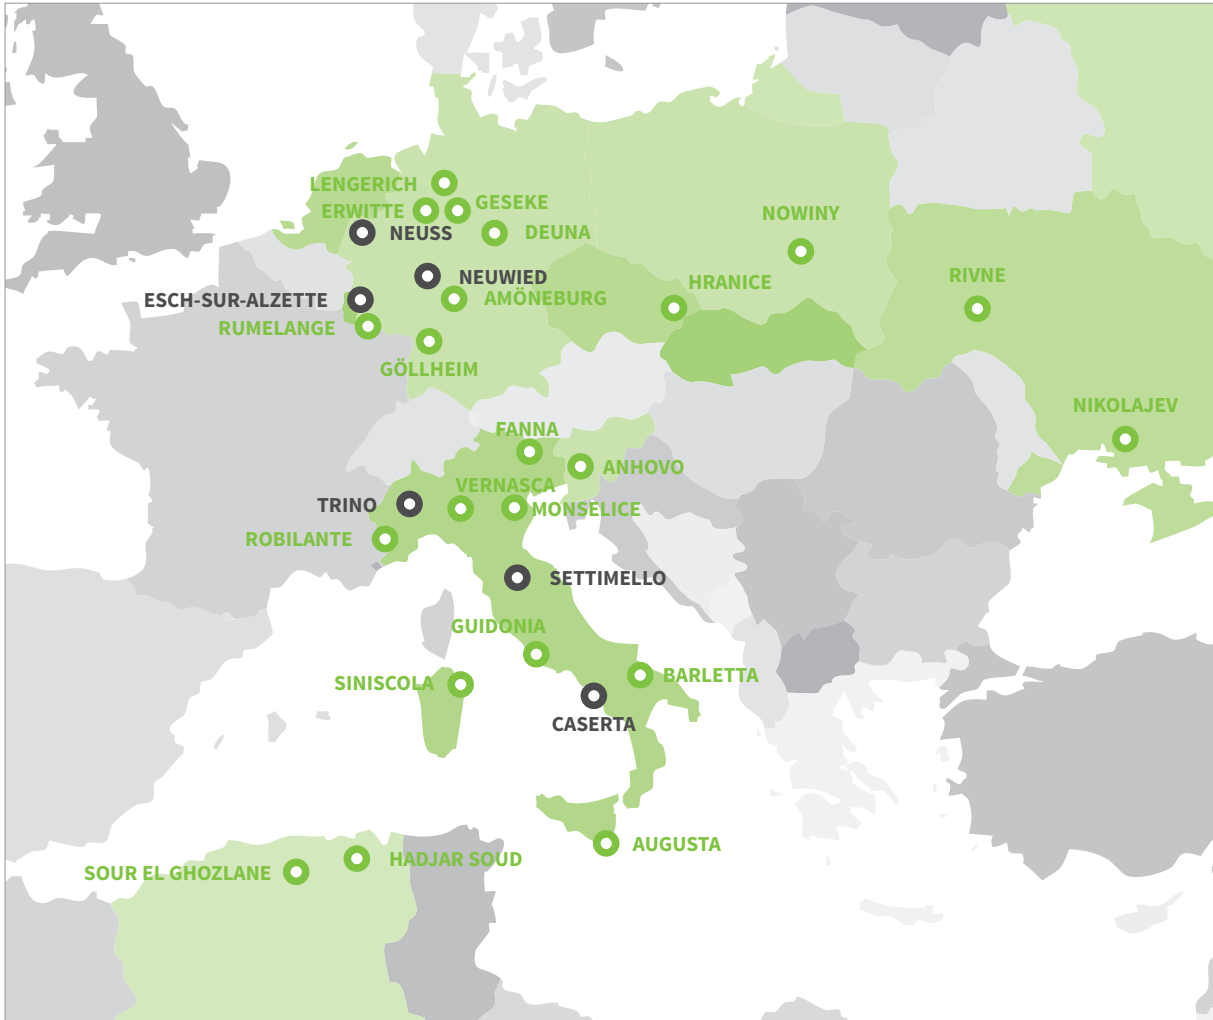 LENGERICH
GESEKE
ERWITTE
NOWINY
NEUSS
DEUNA
NEUWIED
RIVNE
HRANICE
ESCH-SUR-ALZETTE
AMÖNEBURG
RUMELANGE
GÖLLHEIM
NIKOLAJEV
FANNA
ANHOVO
VERNASCA
TRINO
MONSELICE
ROBILANTE
SETTIMELLO
GUIDONIA
SINISCOLA
BARLETTA
CASERTA
AUGUSTA
HADJAR SOUD
SOUR EL GHOZLANE